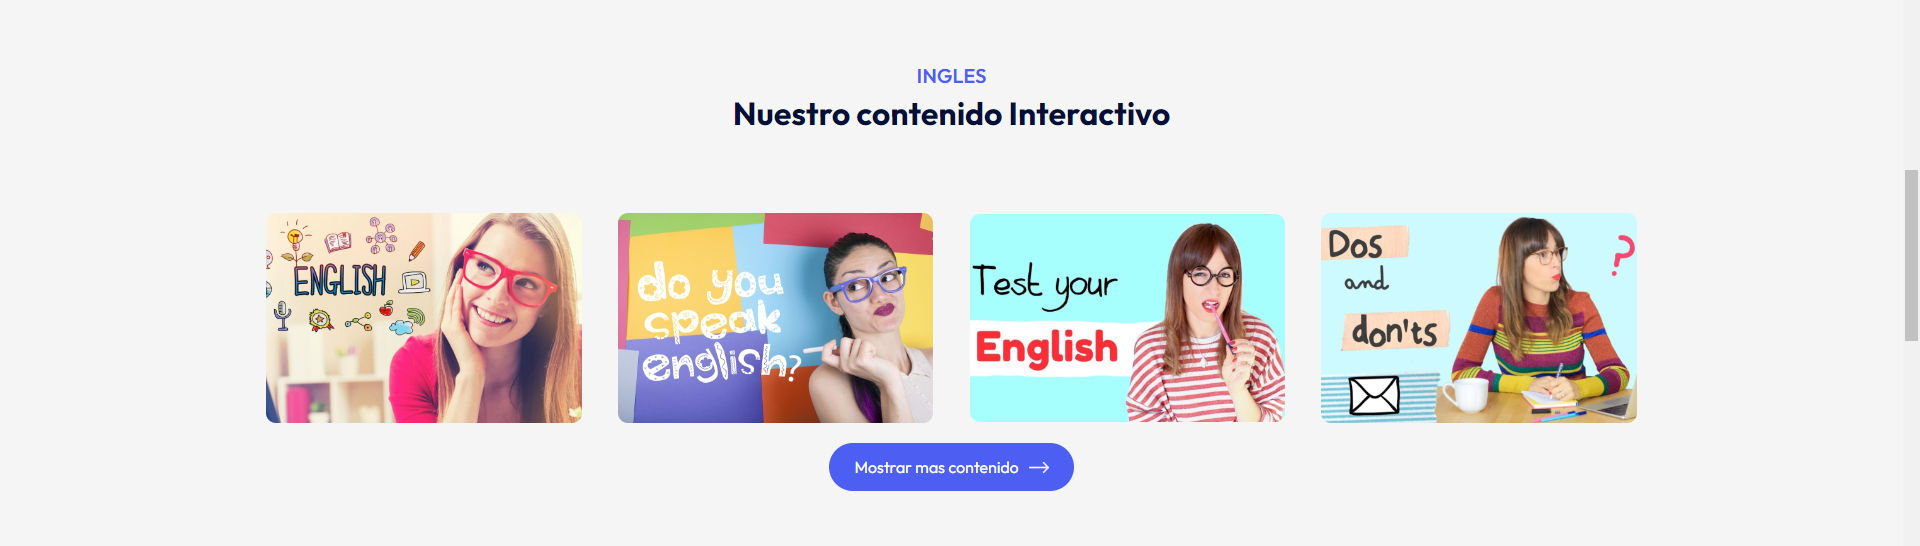 INGLES
Nuestro contenido Interactivo
ENGLISH
do you
speak
english?
Test your
English
Dos
and
don'ts
?
Mostrar mas contenido